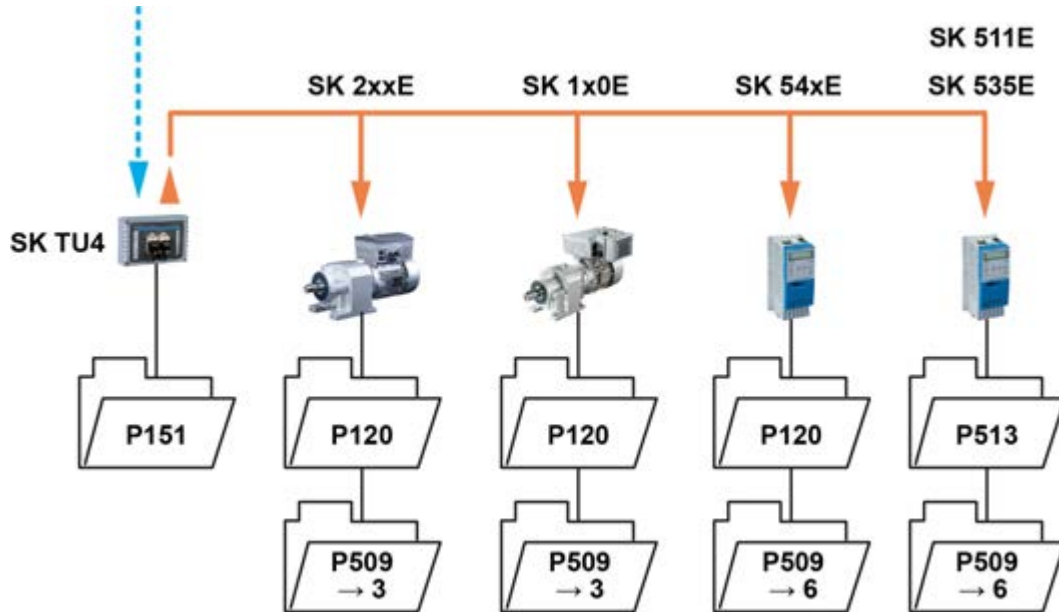 SK 511E
SK 2xxE SK 1x0E SK 54xE SK 535E
SK TU4
P151 P120 P120 P120 P513
P509 P509 P509 P509
→ 3 → 3 → 6 → 6